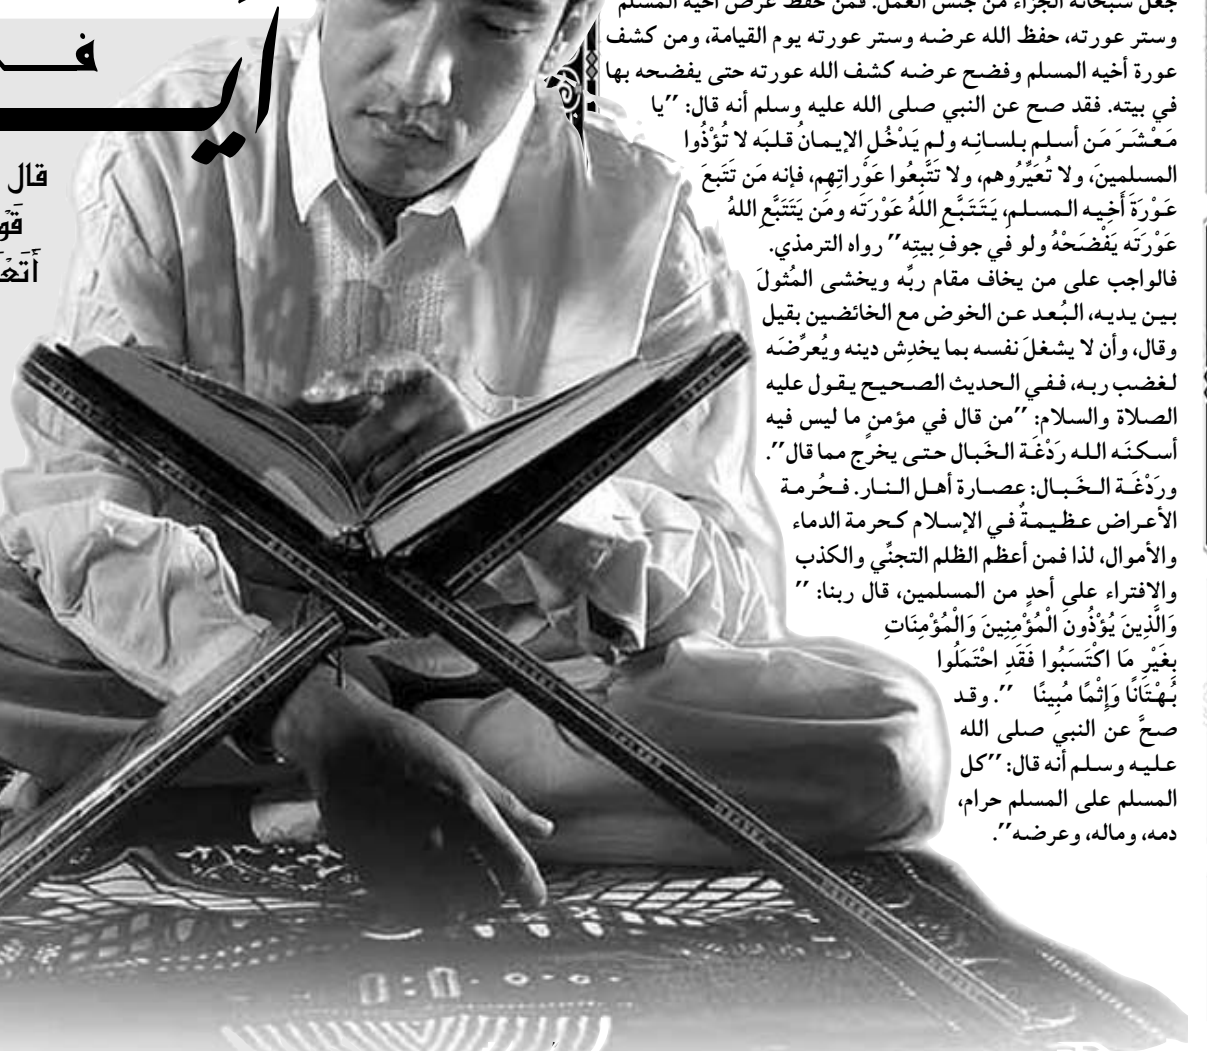 جعل سبحانه الجزاء من جنس العمل. فمن حفظ عرض أخيه المسلم
وستر عورته، حفظ الله عرضه وستر عورته يوم القيامة، ومن كشف
عورة أخيه المسلم وفضح عرضه كشف الله عورته حتى يفضحه بها
في بيته. فقد صح عن النبي صلى الله عليه وسلم أنه قال: ’’يا
مَعْشَرَ مَن أسلم بلسانِه ولم يَدْخُلِ الإيمانُ قلبَه لا تُؤْذُوا
المسلمينَ، ولا تُعَيِّرُوهم، ولا تَتَّبِعُوا عَوْراتِهِم، فإنه مَن تَتَبعَ
عَوْرَةَ أَخِيه المسلمِ، يَتَتَبَّعِ اللهُ عَوْرَتَه ومَن يَتَتَبَّعِ اللهُ
عَوْرَتَه يَفْضَحْهُ ولو في جوفِ بيتِه’’ رواه الترمذي.
فالواجب على من يخاف مقام ربِّه ويخشى المُثولَ
بين يديه، البُعد عن الخوض مع الخائضين بقيل
وقال، وأن لا يشغلَ نفسه بما يخدِش دينه ويُعرِّضَه
لغضب ربه، ففي الحديث الصحيح يقول عليه
الصلاة والسلام: ’’من قال في مؤمنٍ ما ليس فيه
أسكنَه الله رَدْغَة الخَبال حتى يخرج مما قال’’.
ورَدْغَة الخَبال: عصارة أهل النار. فحُرمة
الأعراض عظيمةٌ في الإسلام كحرمة الدماء
والأموال، لذا فمن أعظم الظلم التجنِّي والكذب
والافتراء على أحدٍ من المسلمين، قال ربنا: ’’
وَالَّذِينَ يُؤْذُونَ الْمُؤْمِنِينَ وَالْمُؤْمِنَاتِ
بِغَيْرِ مَا اكْتَسَبُوا فَقَدِ احْتَمَلُوا
بُهْتَانًا وَإِثْمًا مُبِينًا ’’. وقد
صحَّ عن النبي صلى الله
عليه وسلم أنه قال: ’’كل
المسلم على المسلم حرام،
دمه، وماله، وعرضه’’.
قال